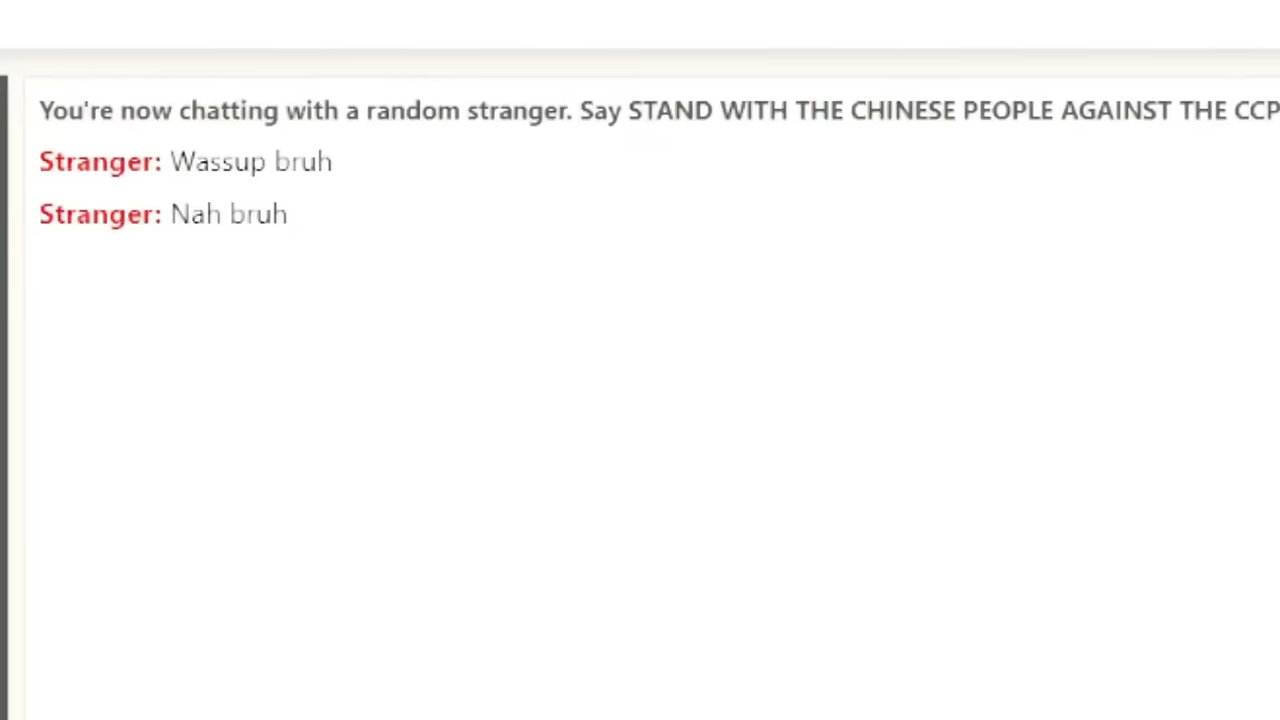 You're now chatting with a random stranger. Say STAND WITH THE CHINESE PEOPLE AGAINST THE CCP
Stranger: Wassup bruh
Stranger: Nah bruh